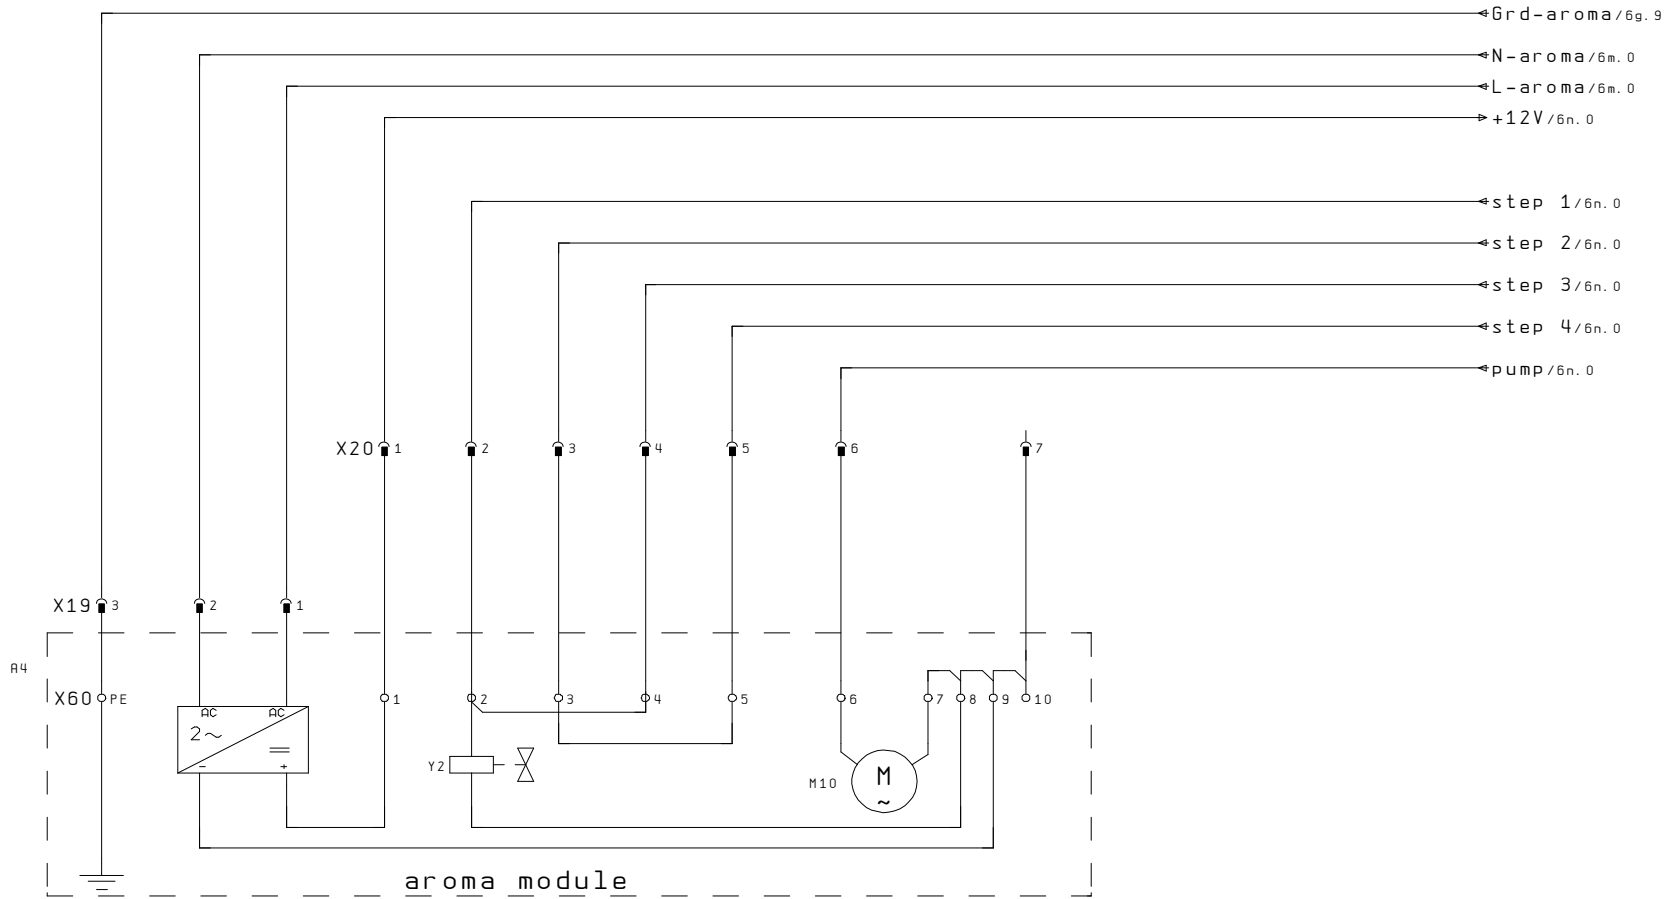 Grd-aroma/6g.9
N-aroma/6m.0
L-aroma/6m.0
+12V/6n.0
step 1/6n.0
step 2/6n.0
step 3/6n.0
step 4/6n.0
pump/6n.0
X20 1 2 3 4 5 6 7
X19 3 2 1
A4
X60 PE 1 2 3 4 5 6 7 8 9 10
AC AC
2~
- +
Y2
M
~
M10
aroma module